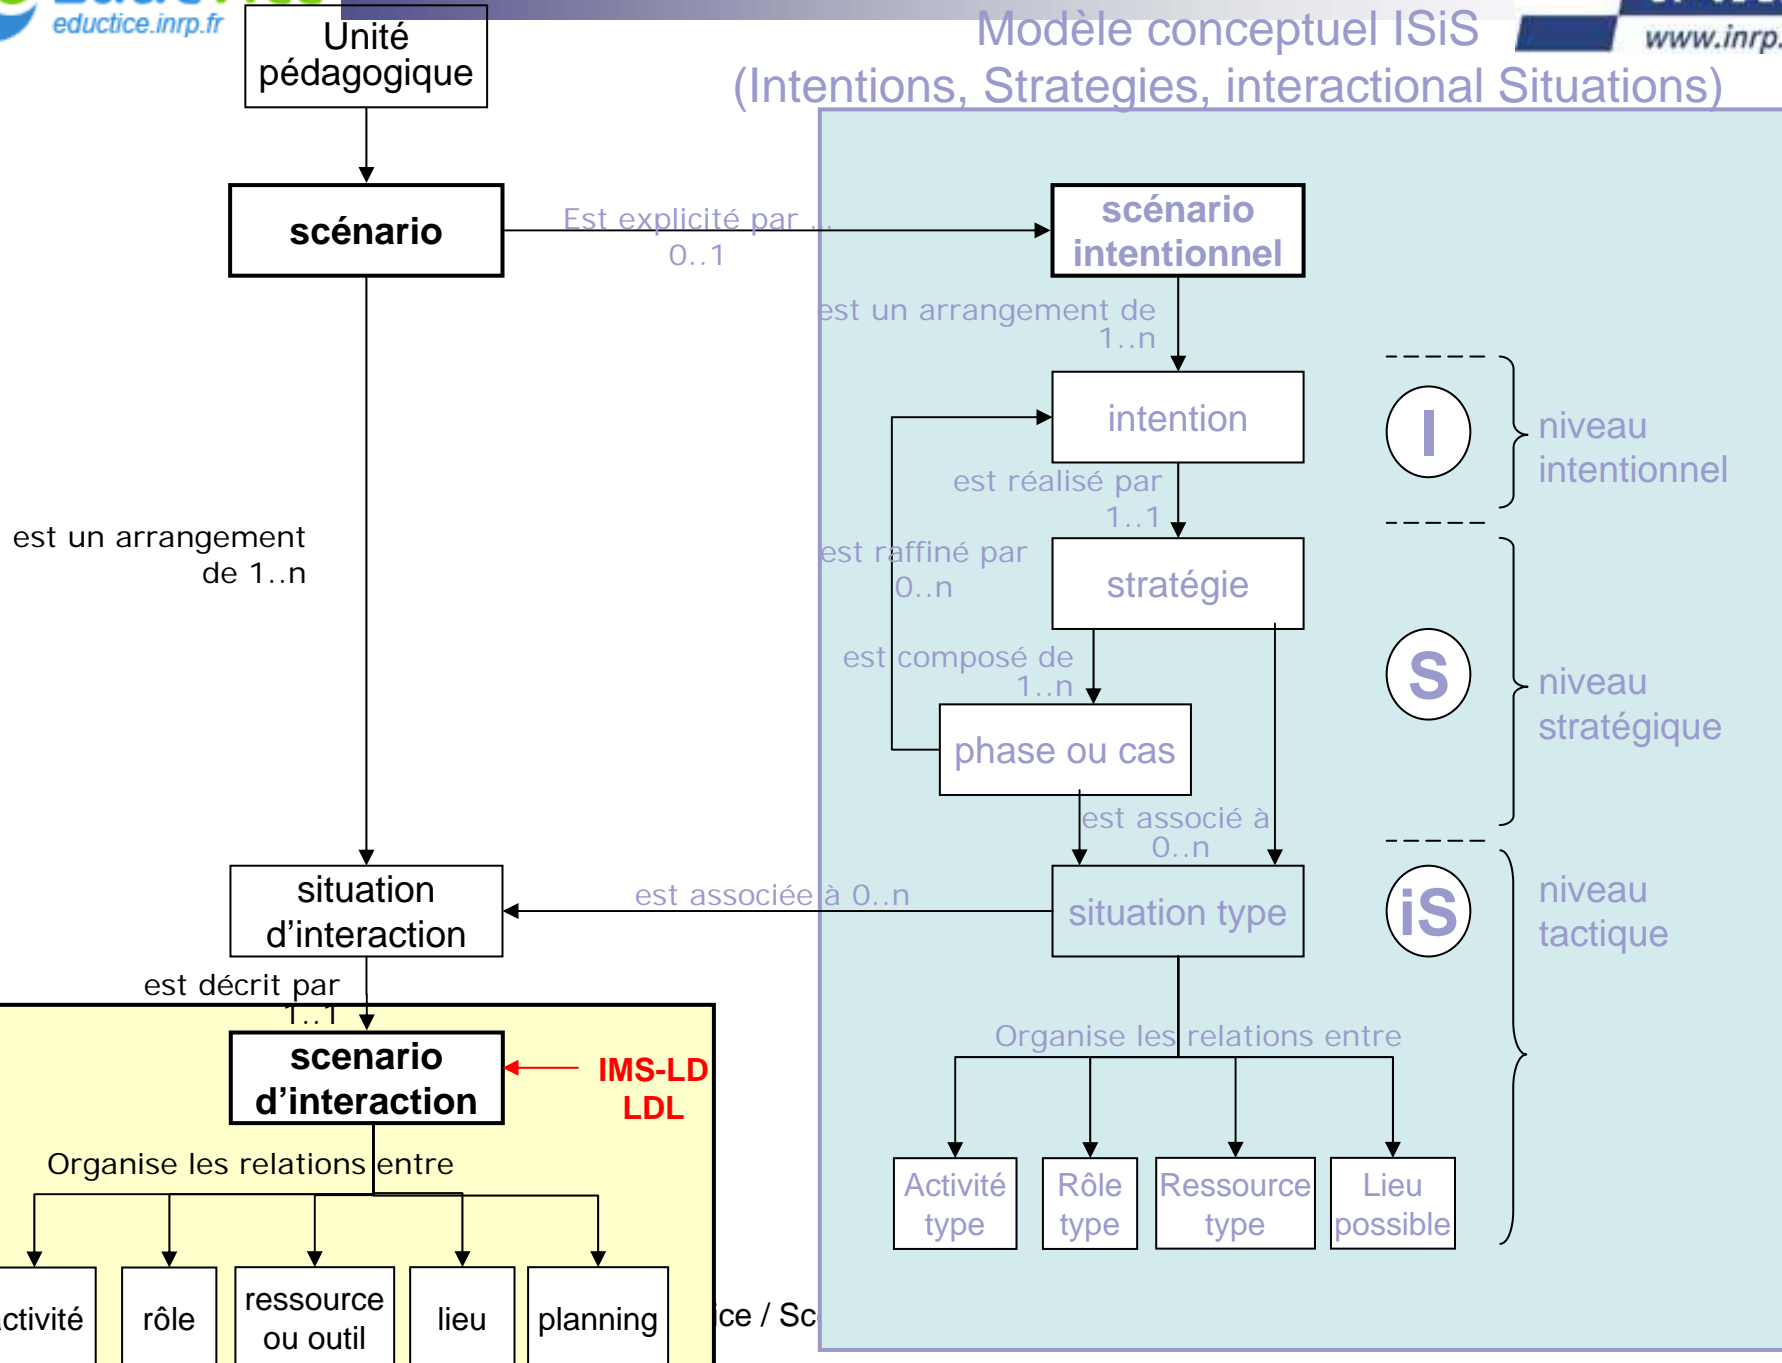 eductice.inrp.fr
www.inrp.
Modèle conceptuel ISiS
(Intentions, Strategies, interactional Situations)
Unité
pédagogique
scénario
Est explicité par ...
0..1
scénario
intentionnel
est un arrangement de
1..n
intention
I
niveau
intentionnel
est réalisé par
1..1
est un arrangement
de 1..n
est raffiné par
0..n
stratégie
S
niveau
stratégique
est composé de
1..n
phase ou cas
est associé à
0..n
situation
d’interaction
est associée à 0..n
situation type
iS
niveau
tactique
est décrit par
1..1
scenario
d’interaction
IMS-LD
LDL
Organise les relations entre
Organise les relations entre
Activité
type
Rôle
type
Ressource
type
Lieu
possible
ctivité
rôle
ressource
ou outil
lieu
planning
ice / Sc